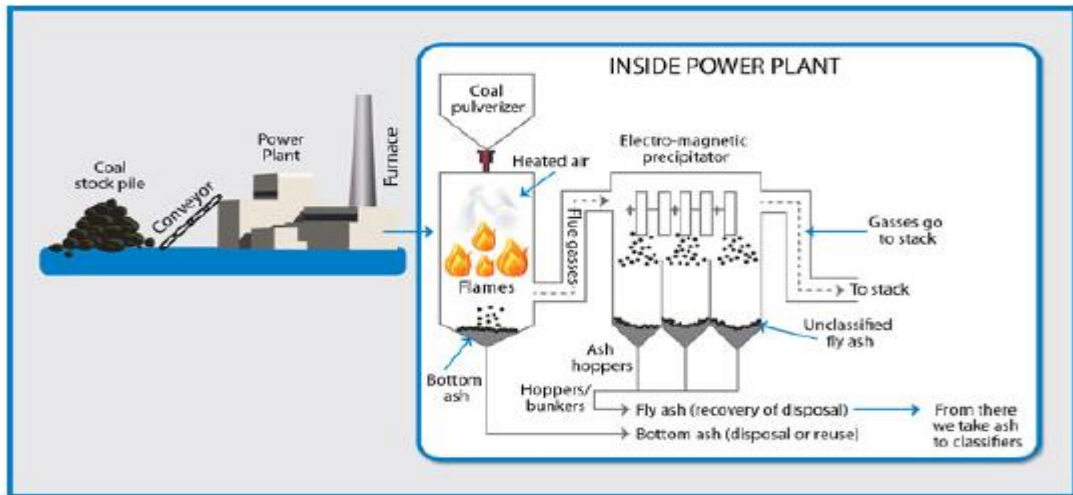 INSIDE POWER PLANT
Coal
pulverizer
Heated air
Electro-magnetic
precipitator
Power
Plant
Furnace
Coal
stock pile
Conveyor
Flue gasses
Gasses go
to stack
Flames
To stack
Unclassified
fly ash
Bottom
ash
Ash
hoppers
Hoppers/
bunkers
Fly ash (recovery of disposal)
From there
we take ash
to classifiers
Bottom ash (disposal or reuse)